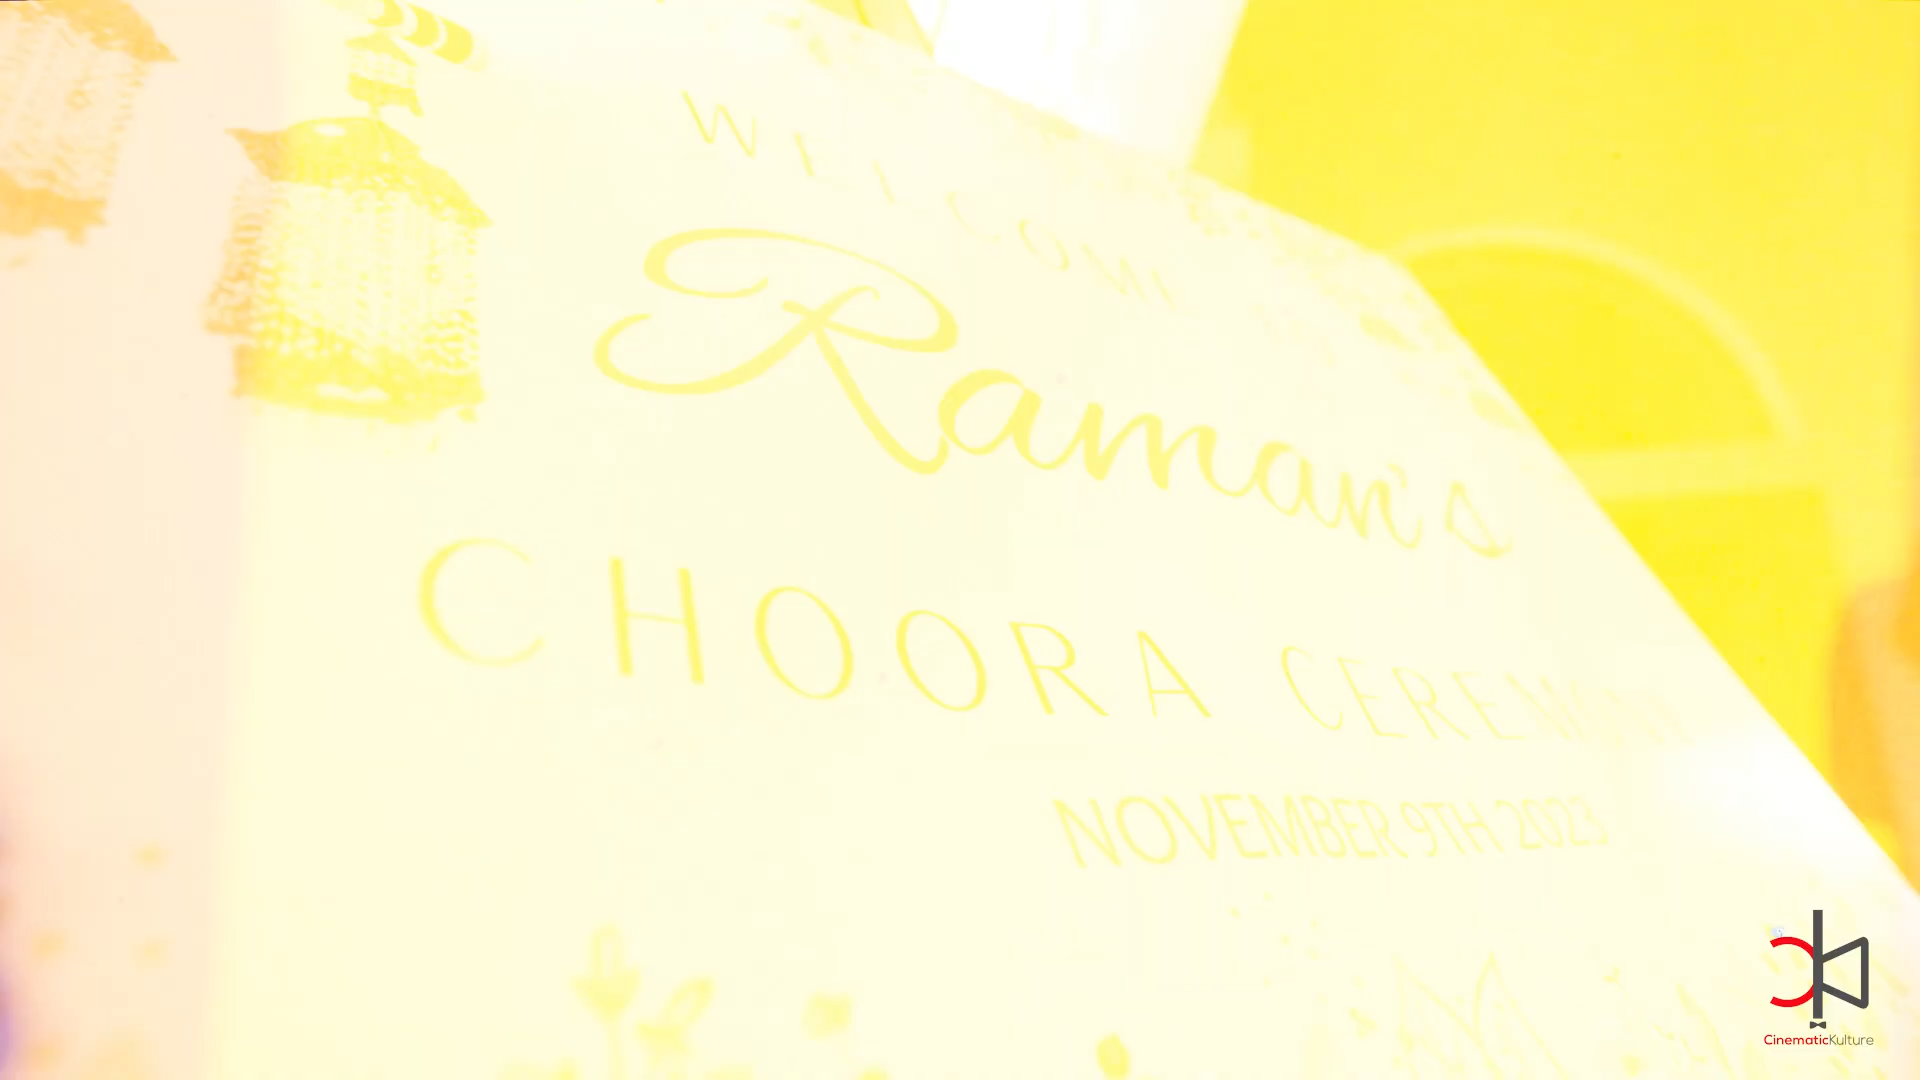 WELCOME
Raman's
CHOORA CEREMONY
NOVEMBER 9TH 2023
CinematicKulture